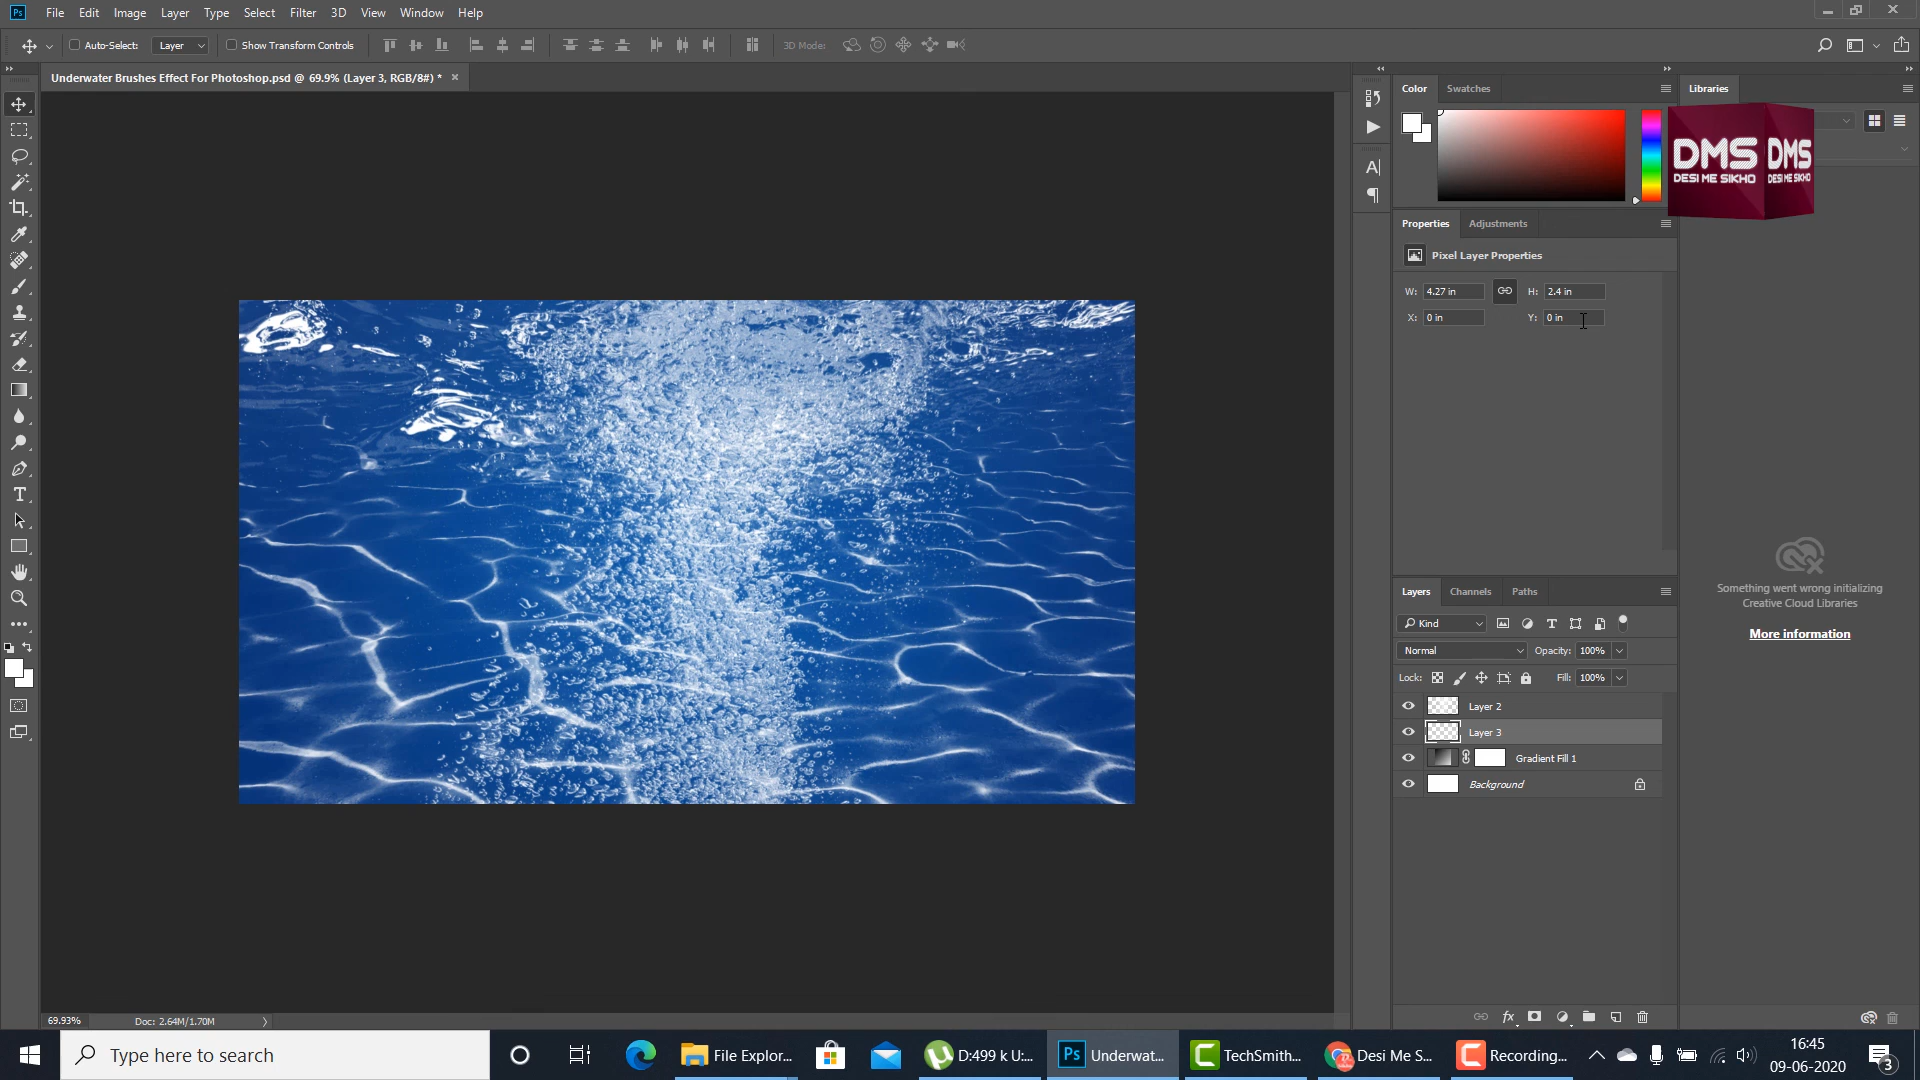 Ps File Edit Image Layer Type Select Filter 3D View Window Help
Auto-Select: Layer Show Transform Controls 3D Mode:
Underwater Brushes Effect For Photoshop.psd @ 69.9% (Layer 3, RGB/8#) * ×
Color Swatches
Libraries
DMS DMS
DESI ME SIKHO DESI ME SIKHO
Properties Adjustments
Pixel Layer Properties
W: 4.27 in H: 2.4 in
X: 0 in Y: 0 in
Something went wrong initializing
Creative Cloud Libraries
More information
Layers Channels Paths
Kind
Normal Opacity: 100%
Lock: Fill: 100%
Layer 2
Layer 3
Gradient Fill 1
Background
69.93% Doc: 2.64M/1.70M
Type here to search
File Explor... D:499 k U:... Ps Underwat... TechSmith... Desi Me S... Recording...
16:45
09-06-2020
3